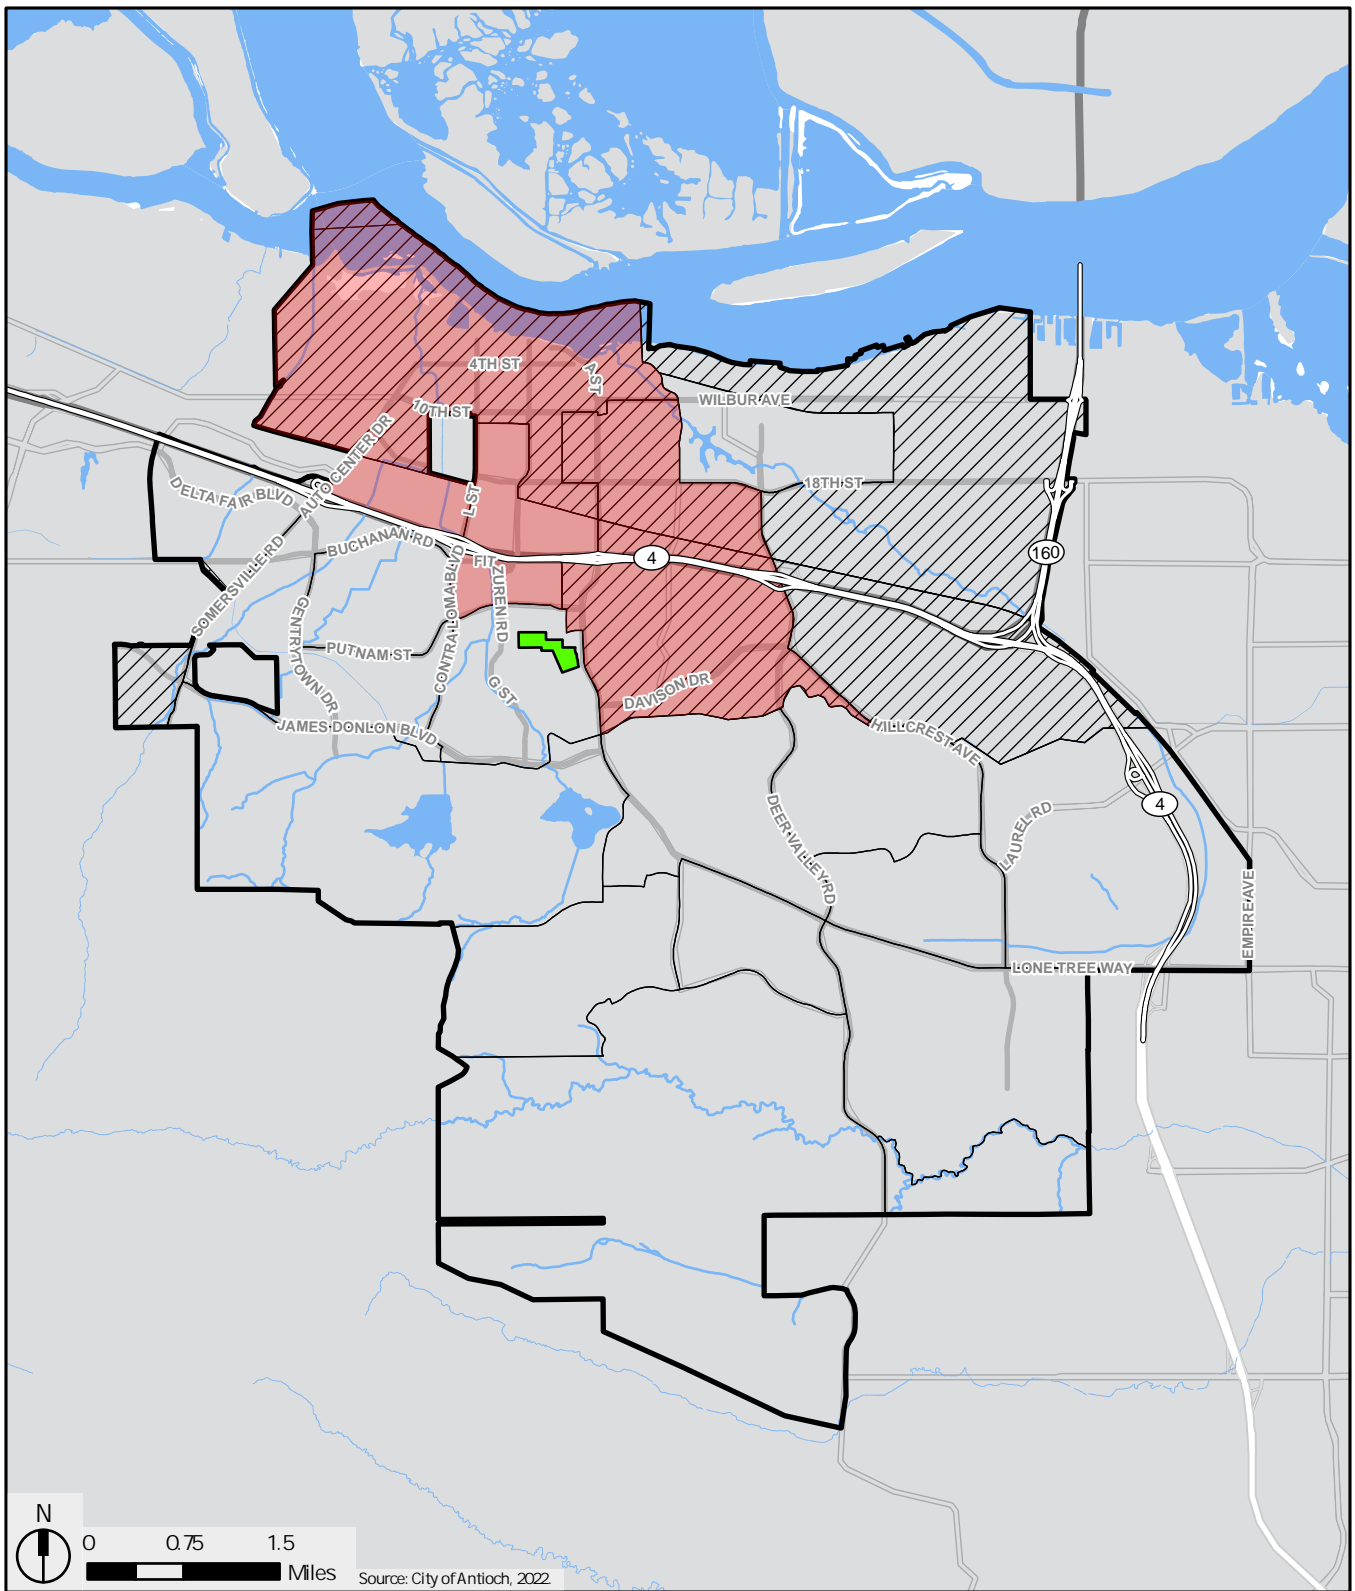 4TH ST
A ST
WILBUR AVE
10TH ST
AUTO CENTER DR
18TH ST
DELTA FAIR BLVD
L ST
BUCHANAN RD
FITZUREN RD
4
160
SOMERSVILLE RD
GENTRYTOWN DR
CONTRA LOMA BLVD
PUTNAM ST
G ST
DAVISON DR
JAMES DONLON BLVD
HILLCREST AVE
DEER VALLEY RD
LAUREL RD
4
EMPIRE AVE
LONE TREE WAY
N
0 0.75 1.5
Miles
Source: City of Antioch, 2022.